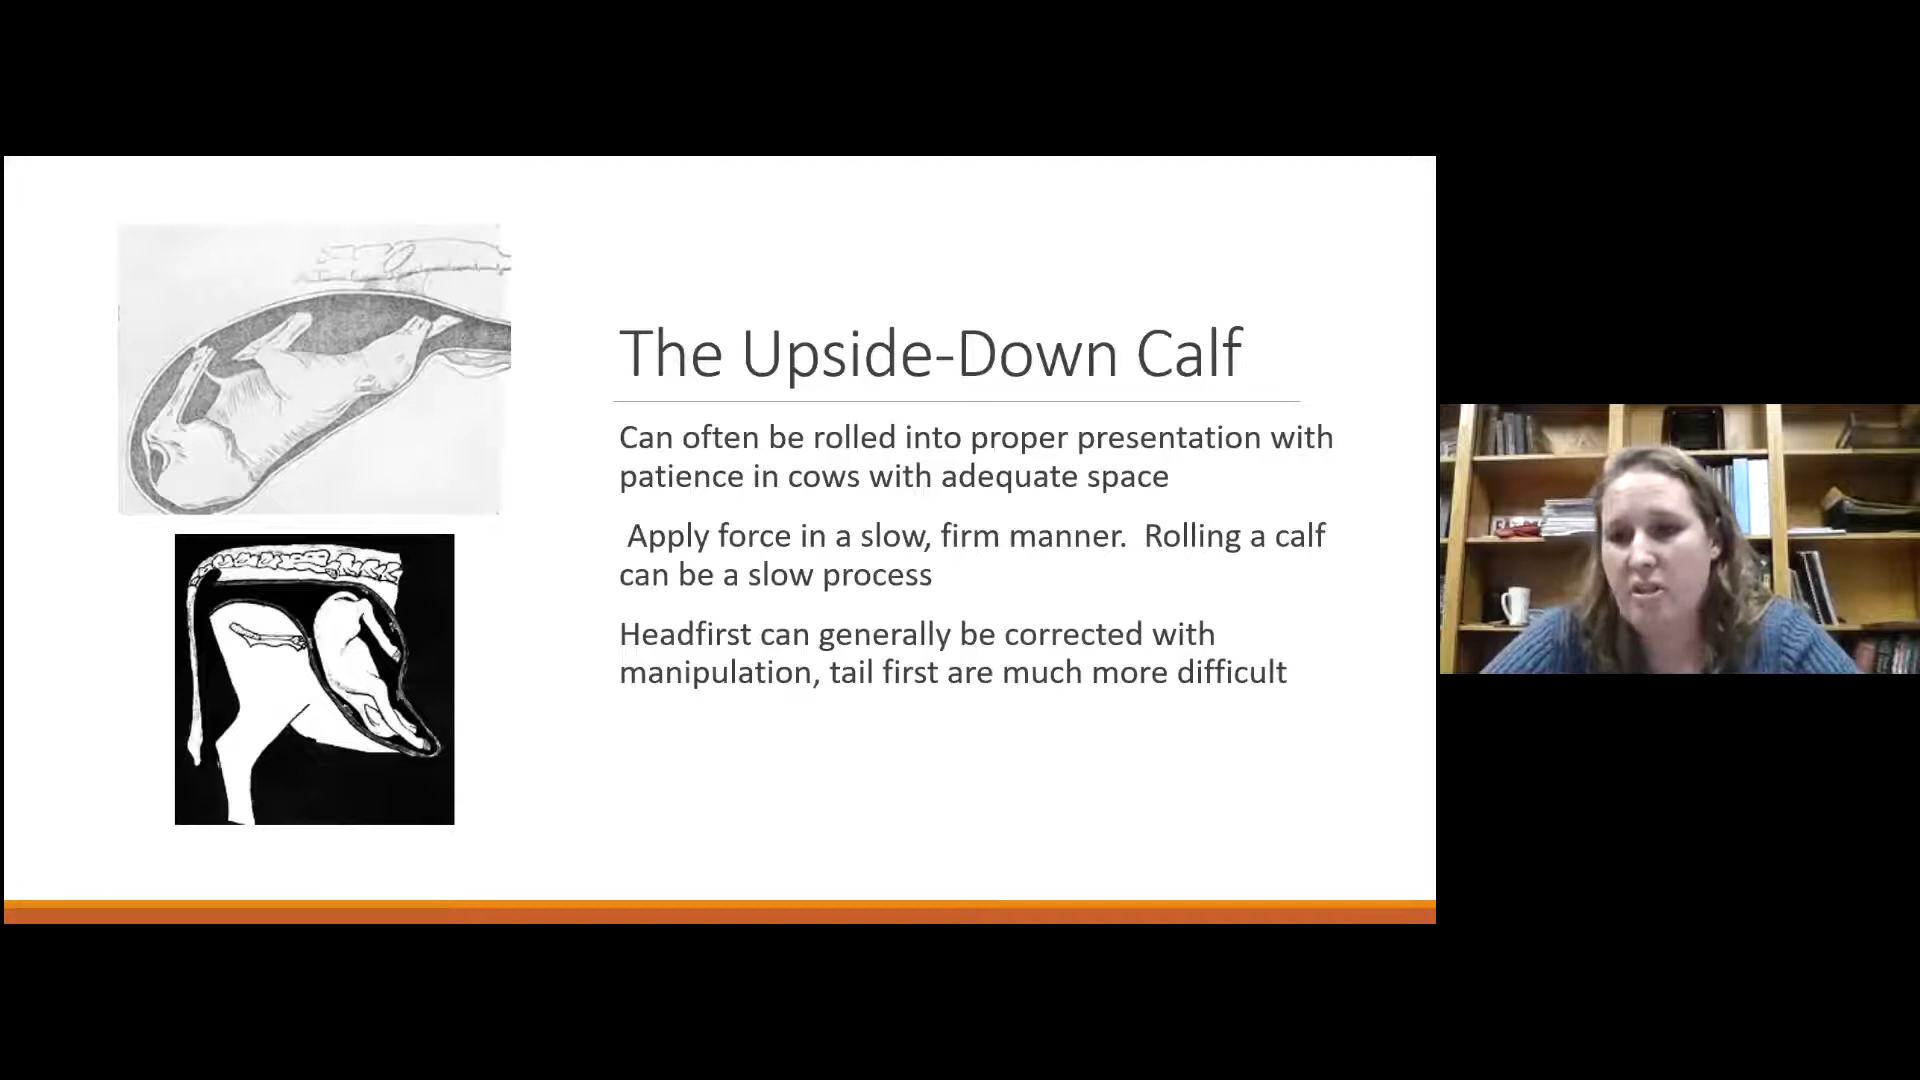 The Upside-Down Calf
Can often be rolled into proper presentation with
patience in cows with adequate space
Apply force in a slow, firm manner.  Rolling a calf
can be a slow process
Headfirst can generally be corrected with
manipulation, tail first are much more difficult